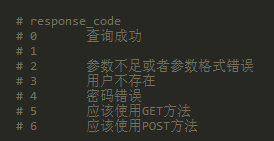 # response_code
# 0 查询成功
# 1
# 2 参数不足或者参数格式错误
# 3 用户不存在
# 4 密码错误
# 5 应该使用GET方法
# 6 应该使用POST方法